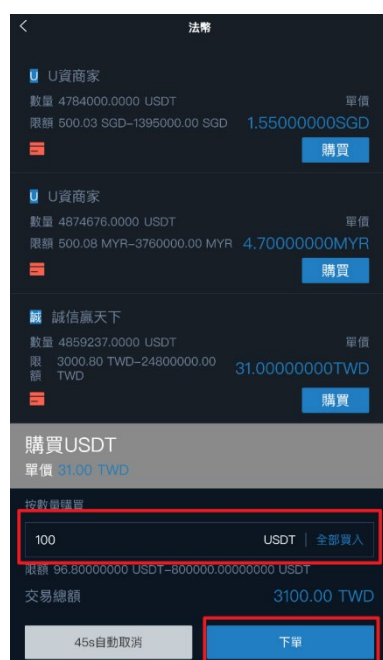 法幣
U U資商家
數量 4784000.0000 USDT 單價
限額 500.03 SGD–1395000.00 SGD 1.55000000SGD
購買
U U資商家
數量 4874676.0000 USDT 單價
限額 500.08 MYR–3760000.00 MYR 4.70000000MYR
購買
誠 誠信贏天下
數量 4859237.0000 USDT 單價
限額 3000.80 TWD–24800000.00 TWD 31.00000000TWD
購買
購買USDT
單價 31.00 TWD
按數量購買
100 USDT | 全部買入
限額 96.80000000 USDT–800000.00000000 USDT
交易總額 3100.00 TWD
45s自動取消 下單